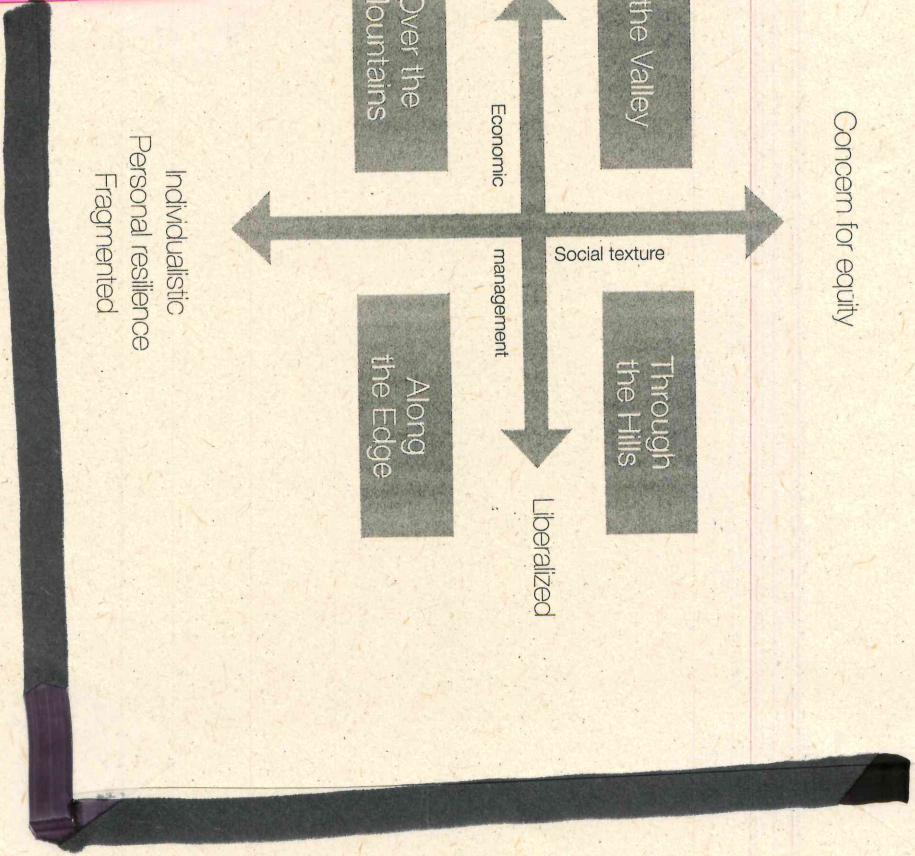 Concern for equity
the Valley
Through
the Hills
Social texture
Economic
management
Liberalized
Over the
ountains
Along
the Edge
Individualistic
Personal resilience
Fragmented